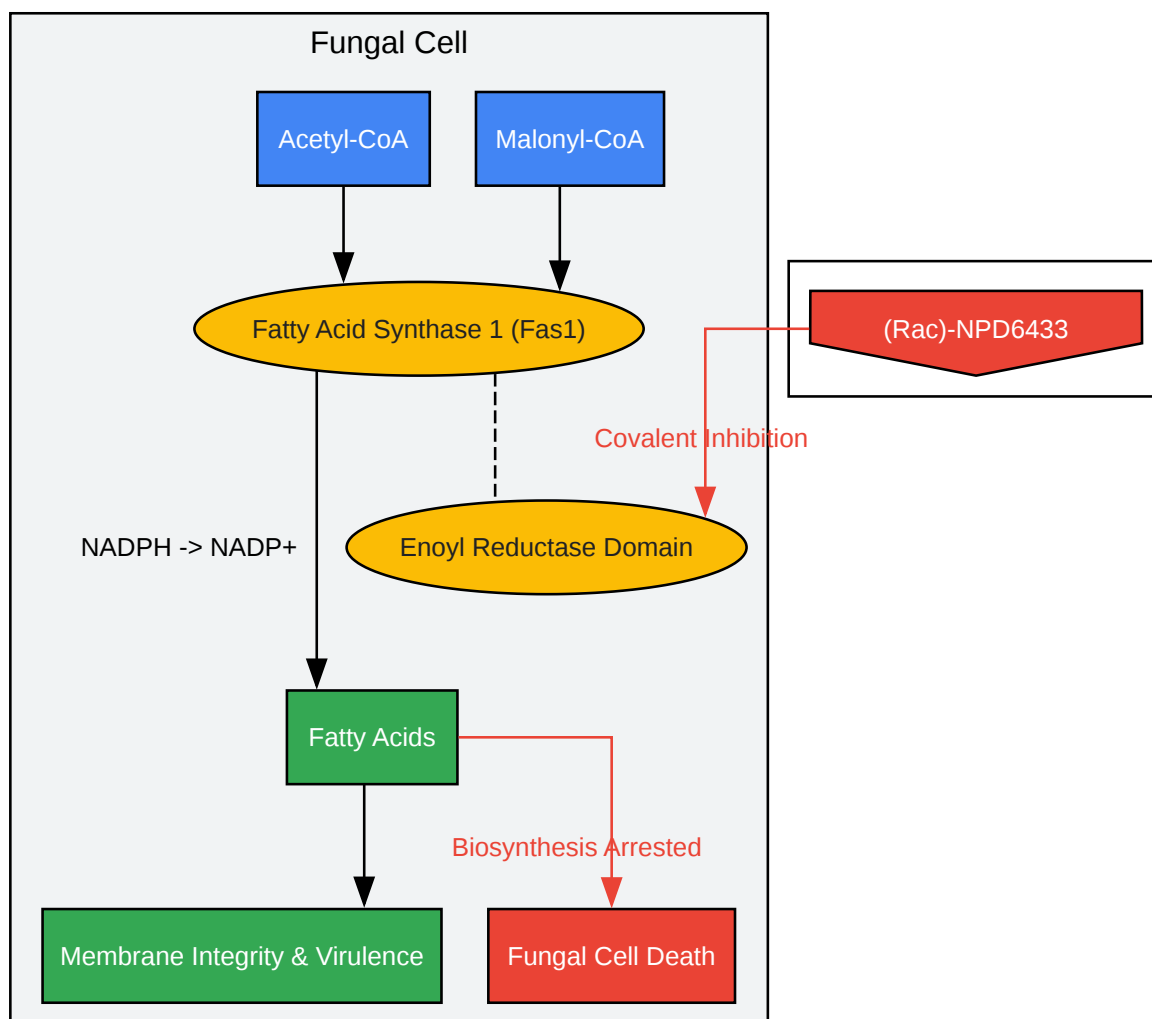 Fungal Cell
Acetyl-CoA
Malonyl-CoA
Fatty Acid Synthase 1 (Fas1)
(Rac)-NPD6433
Covalent Inhibition
NADPH -> NADP+
Enoyl Reductase Domain
Fatty Acids
Biosynthesis Arrested
Membrane Integrity & Virulence
Fungal Cell Death